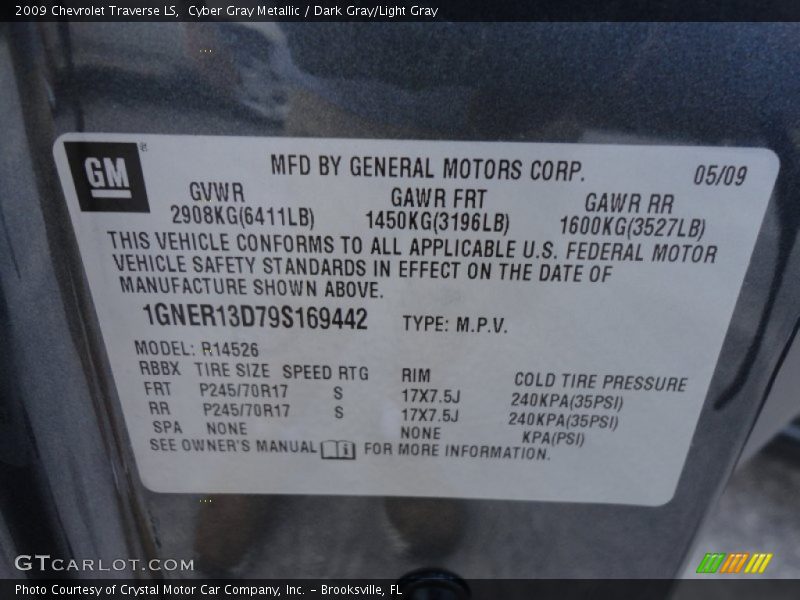 2009 Chevrolet Traverse LS, Cyber Gray Metallic / Dark Gray/Light Gray
GM®
MFD BY GENERAL MOTORS CORP. 05/09
GVWR GAWR FRT GAWR RR
2908KG(6411LB) 1450KG(3196LB) 1600KG(3527LB)
THIS VEHICLE CONFORMS TO ALL APPLICABLE U.S. FEDERAL MOTOR
VEHICLE SAFETY STANDARDS IN EFFECT ON THE DATE OF
MANUFACTURE SHOWN ABOVE.
1GNER13D79S169442 TYPE: M.P.V.
MODEL: R14526
RBBX TIRE SIZE SPEED RTG RIM COLD TIRE PRESSURE
FRT P245/70R17 S 17X7.5J 240KPA(35PSI)
RR P245/70R17 S 17X7.5J 240KPA(35PSI)
SPA NONE NONE KPA(PSI)
SEE OWNER'S MANUAL i FOR MORE INFORMATION.
GTCARLOT.COM
Photo Courtesy of Crystal Motor Car Company, Inc. – Brooksville, FL